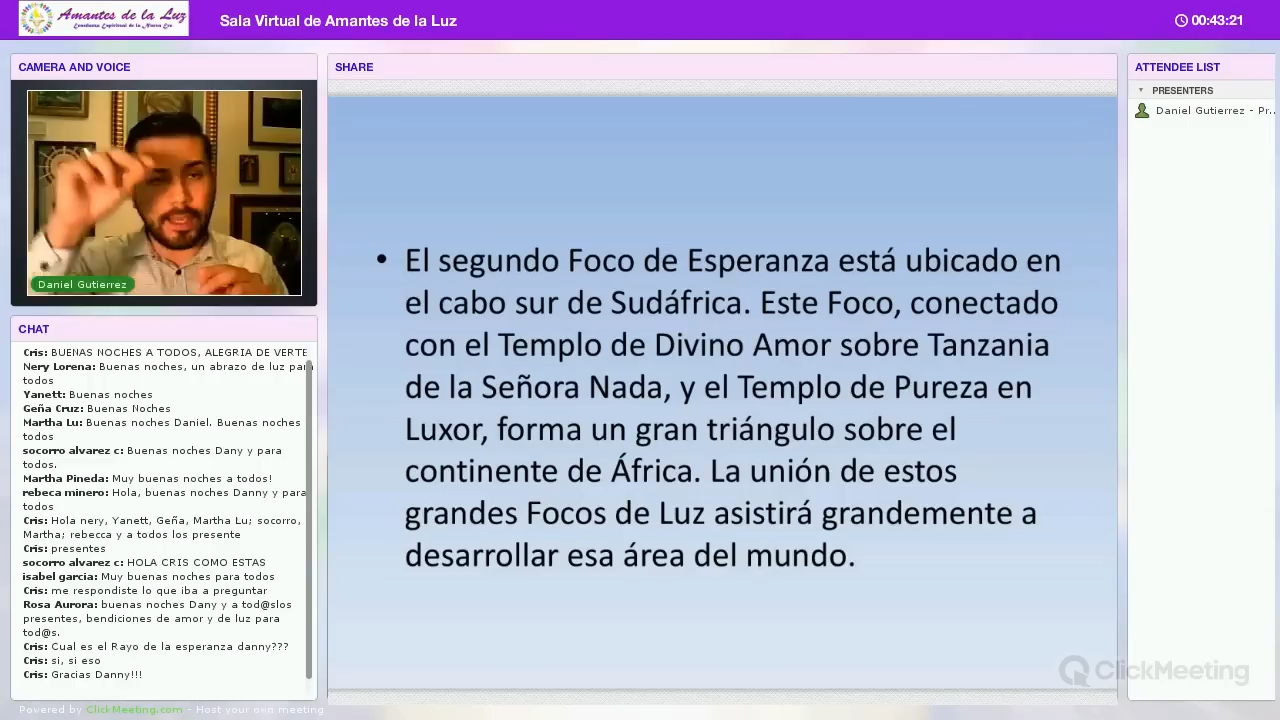 Amantes de la Luz
Enseñanza Espiritual de la Nueva Era
Sala Virtual de Amantes de la Luz
00:43:21
CAMERA AND VOICE
Daniel Gutierrez
CHAT
Cris: BUENAS NOCHES A TODOS, ALEGRIA DE VERTE
Nery Lorena: Buenas noches, un abrazo de luz para
todos
Yanett: Buenas noches
Geña Cruz: Buenas Noches
Martha Lu: Buenas noches Daniel. Buenas noches
todos
socorro alvarez c: Buenas noches Dany y para
todos.
Martha Pineda: Muy buenas noches a todos!
rebeca minero: Hola, buenas noches Danny y para
todos
Cris: Hola nery, Yanett, Geña, Martha Lu; socorro,
Martha; rebecca y a todos los presente
Cris: presentes
socorro alvarez c: HOLA CRIS COMO ESTAS
isabel garcia: Muy buenas noches para todos
Cris: me respondiste lo que iba a preguntar
Rosa Aurora: buenas noches Dany y a tod@slos
presentes, bendiciones de amor y de luz para
tod@s.
Cris: Cual es el Rayo de la esperanza danny???
Cris: si, si eso
Cris: Gracias Danny!!!
Powered by ClickMeeting.com - Host your own meeting
SHARE
• El segundo Foco de Esperanza está ubicado en
el cabo sur de Sudáfrica. Este Foco, conectado
con el Templo de Divino Amor sobre Tanzania
de la Señora Nada, y el Templo de Pureza en
Luxor, forma un gran triángulo sobre el
continente de África. La unión de estos
grandes Focos de Luz asistirá grandemente a
desarrollar esa área del mundo.
ClickMeeting
ATTENDEE LIST
PRESENTERS
Daniel Gutierrez - Pr...